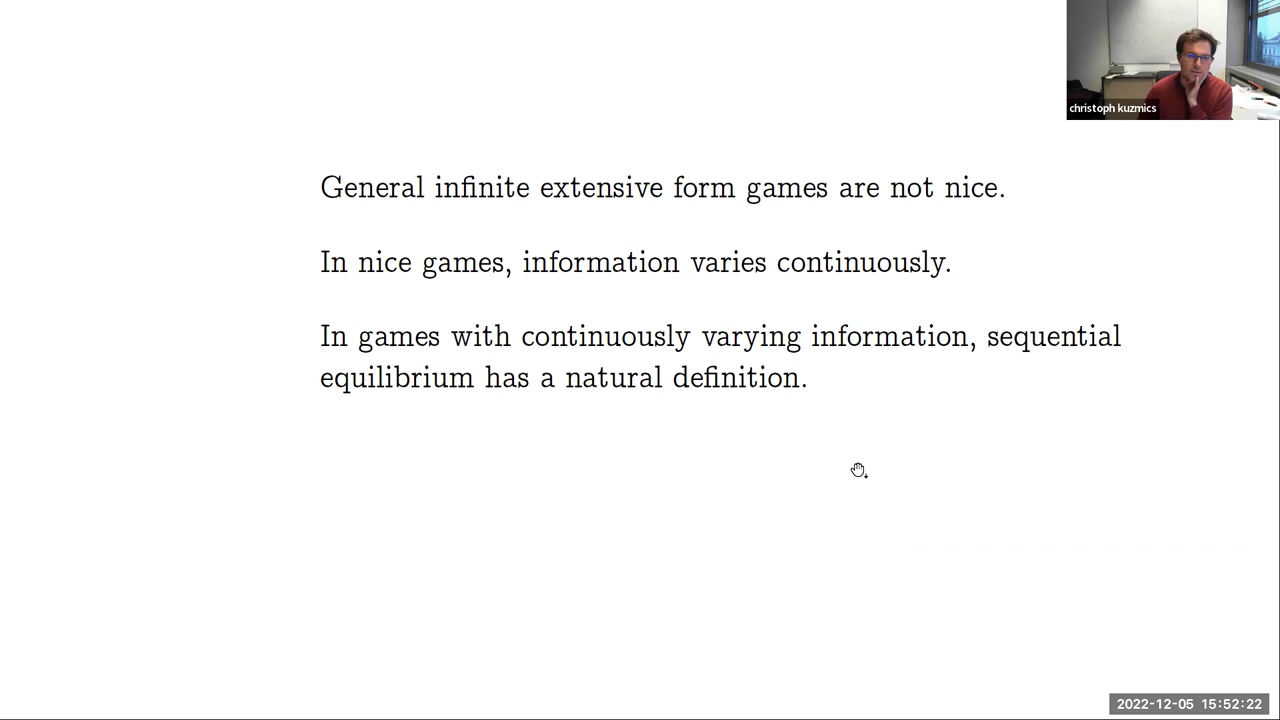 christoph kuzmics
General infinite extensive form games are not nice.
In nice games, information varies continuously.
In games with continuously varying information, sequential
equilibrium has a natural definition.
2022-12-05 15:52:22